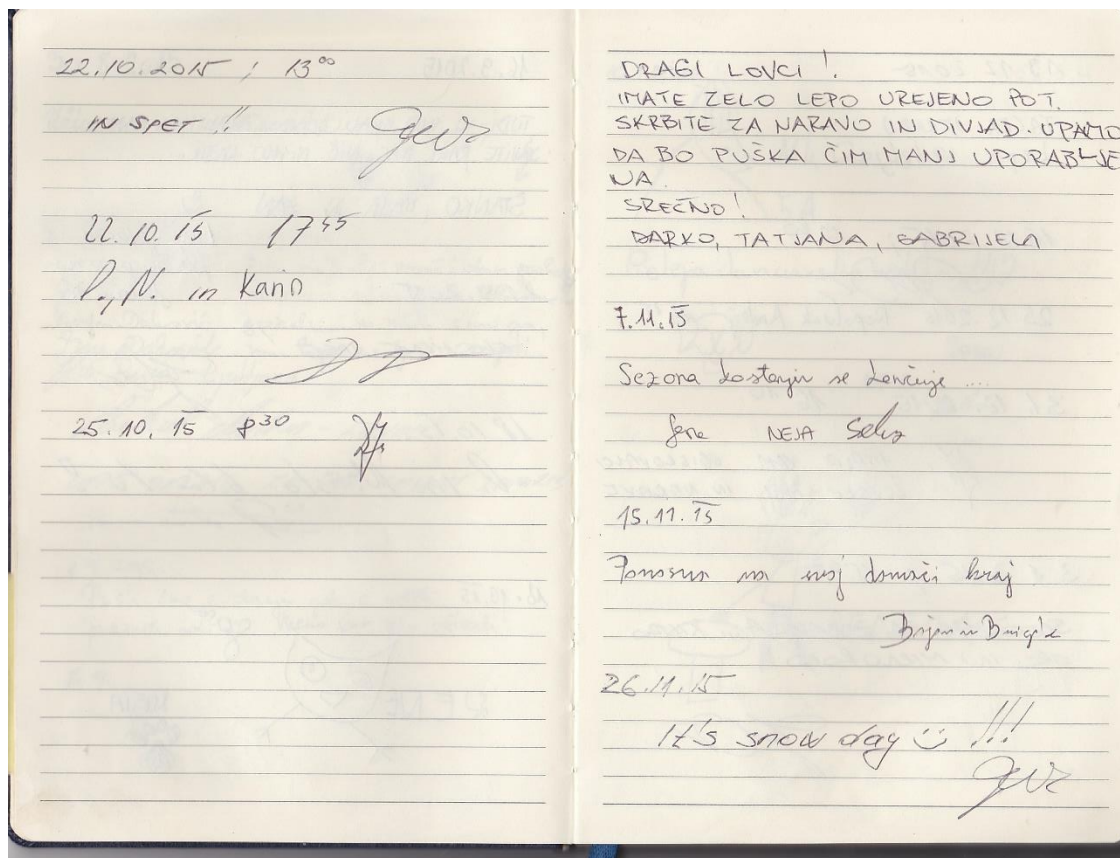 22.10.2015 ; 13⁰⁰
IN SPET !!
22. 10. 15 17⁴⁵
P., N. in Karin
25. 10. 15 8³⁰
DRAGI LOVCI !
IMATE ZELO LEPO UREJENO POT.
SKRBITE ZA NARAVO IN DIVJAD. UPAMO
DA BO PUŠKA ČIM MANJ UPORABLJE
NA.
SREČNO !
DARKO, TATJANA, GABRIJELA
7.11.15
Sezona kostanjev se končuje ....
NEJA
15.11.15
Ponosna na svoj domači kraj
26.11.15
It's snow day !!!